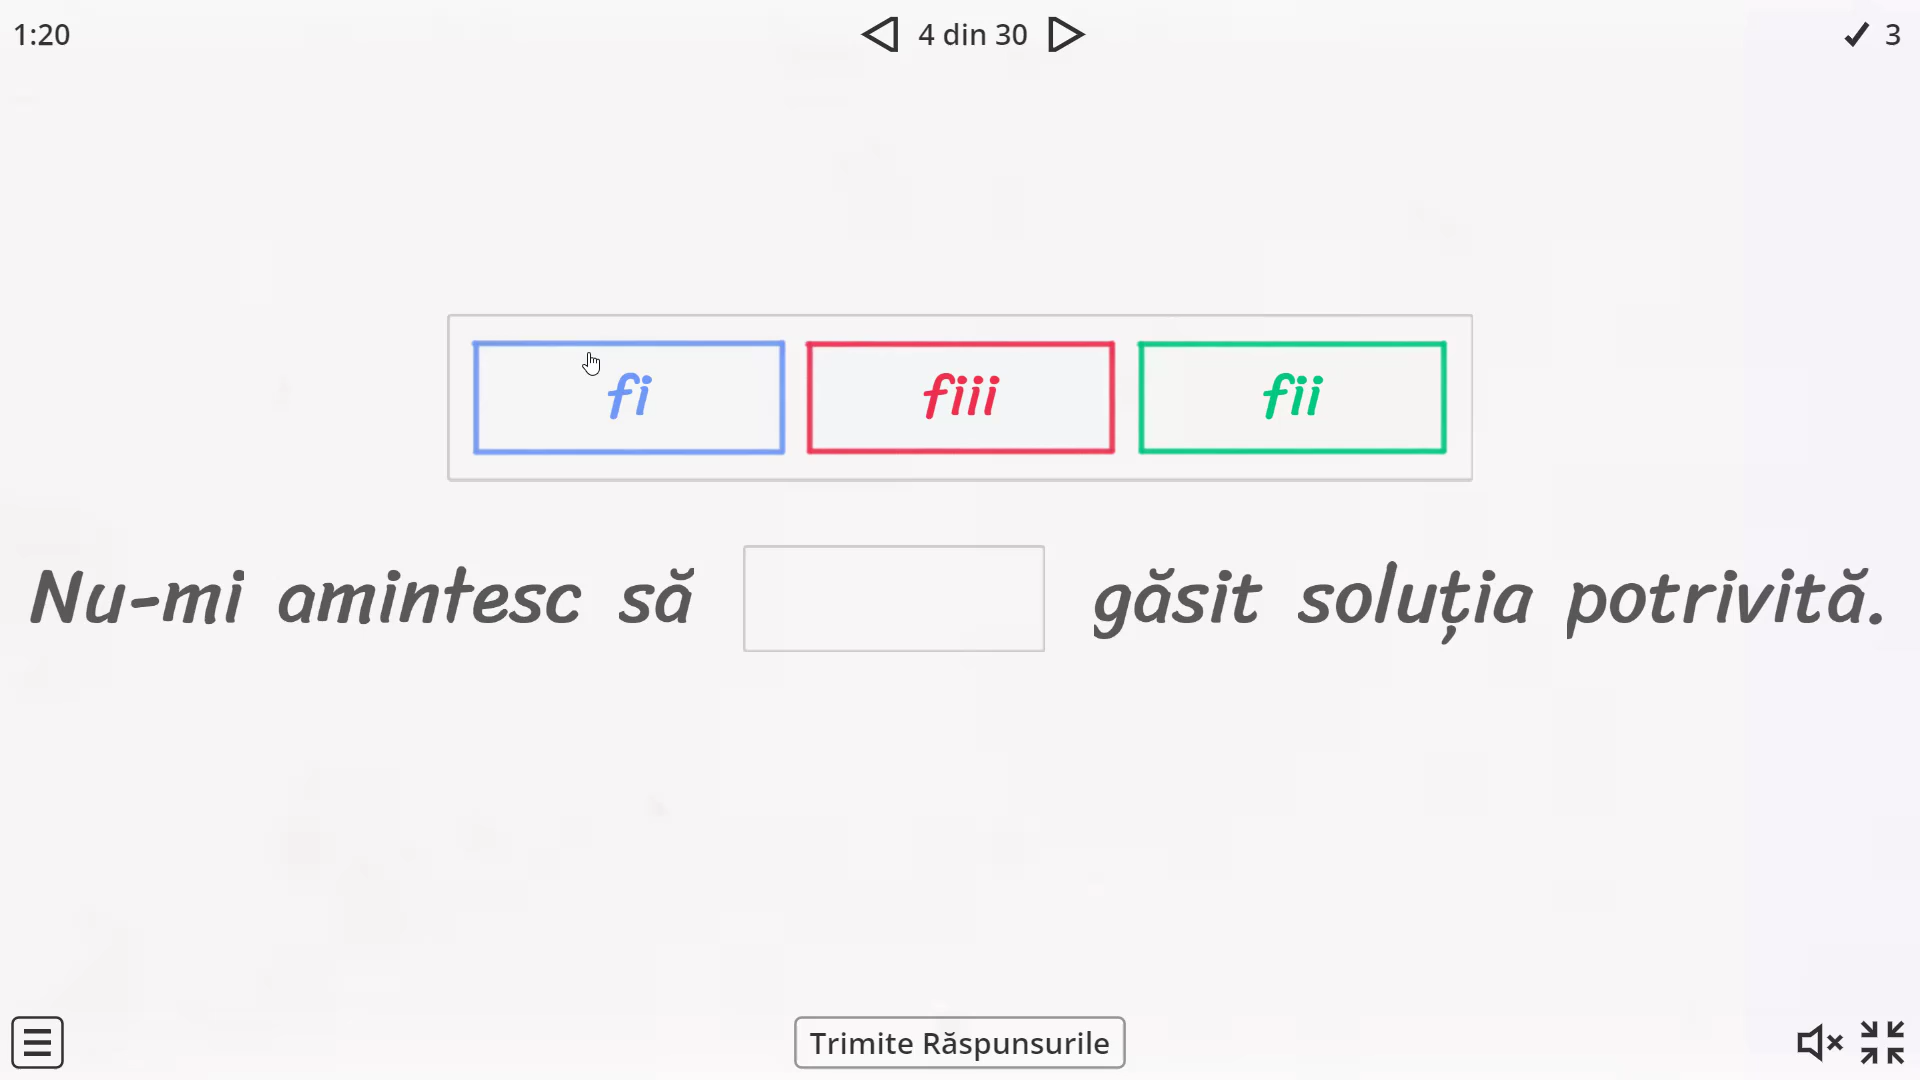 1:20 4 din 30 3
fi fiii fii
Nu-mi amintesc să găsit soluția potrivită.
Trimite Răspunsurile